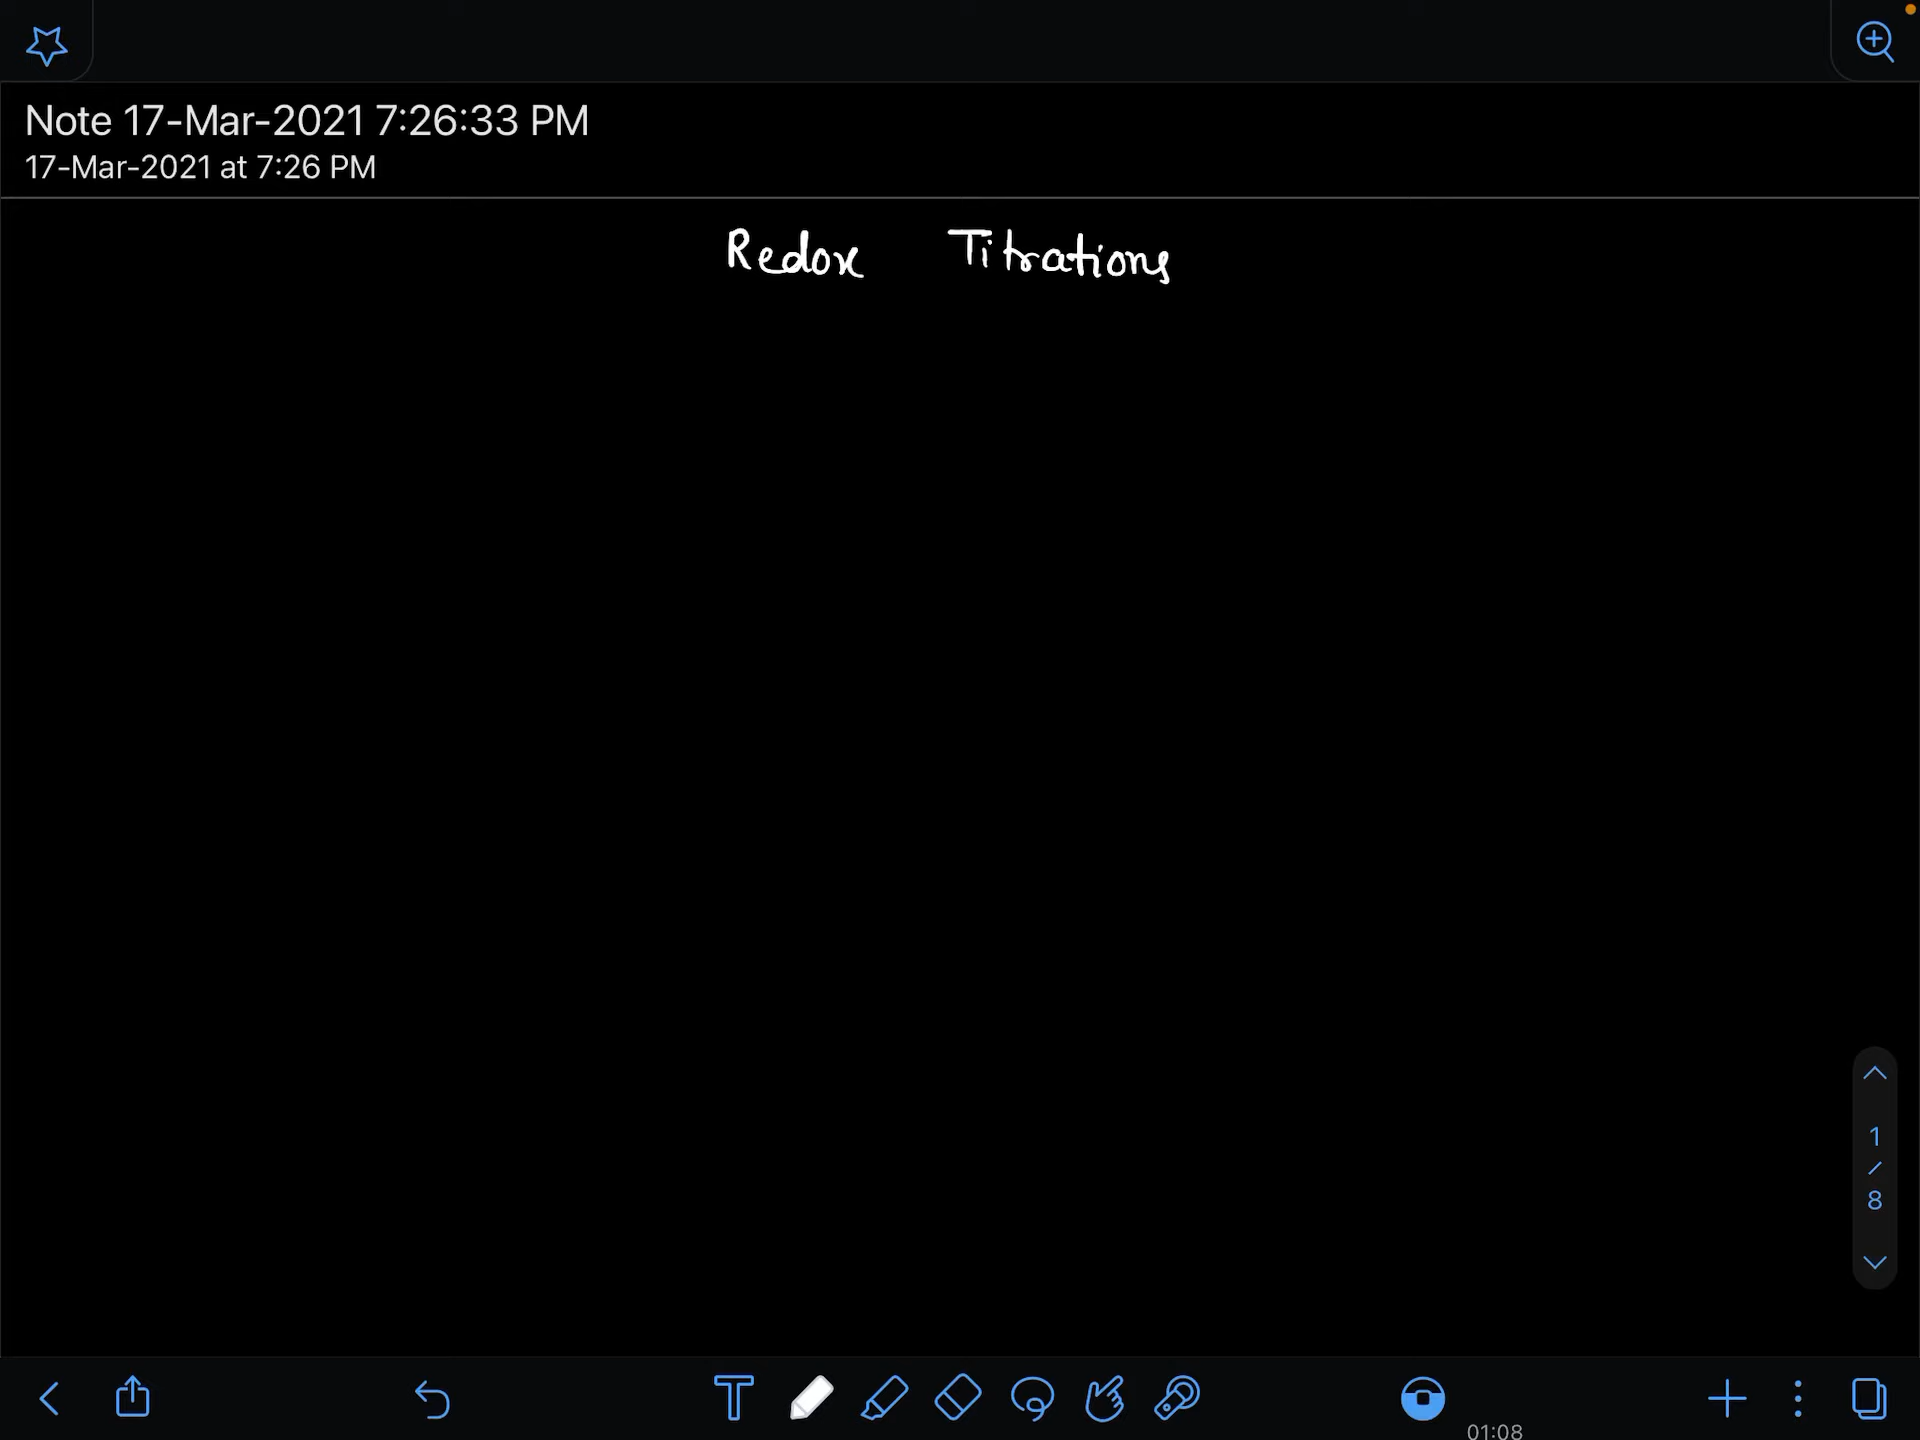 Note 17-Mar-2021 7:26:33 PM
17-Mar-2021 at 7:26 PM
Redox Titrations
1
/
8
T
01:08